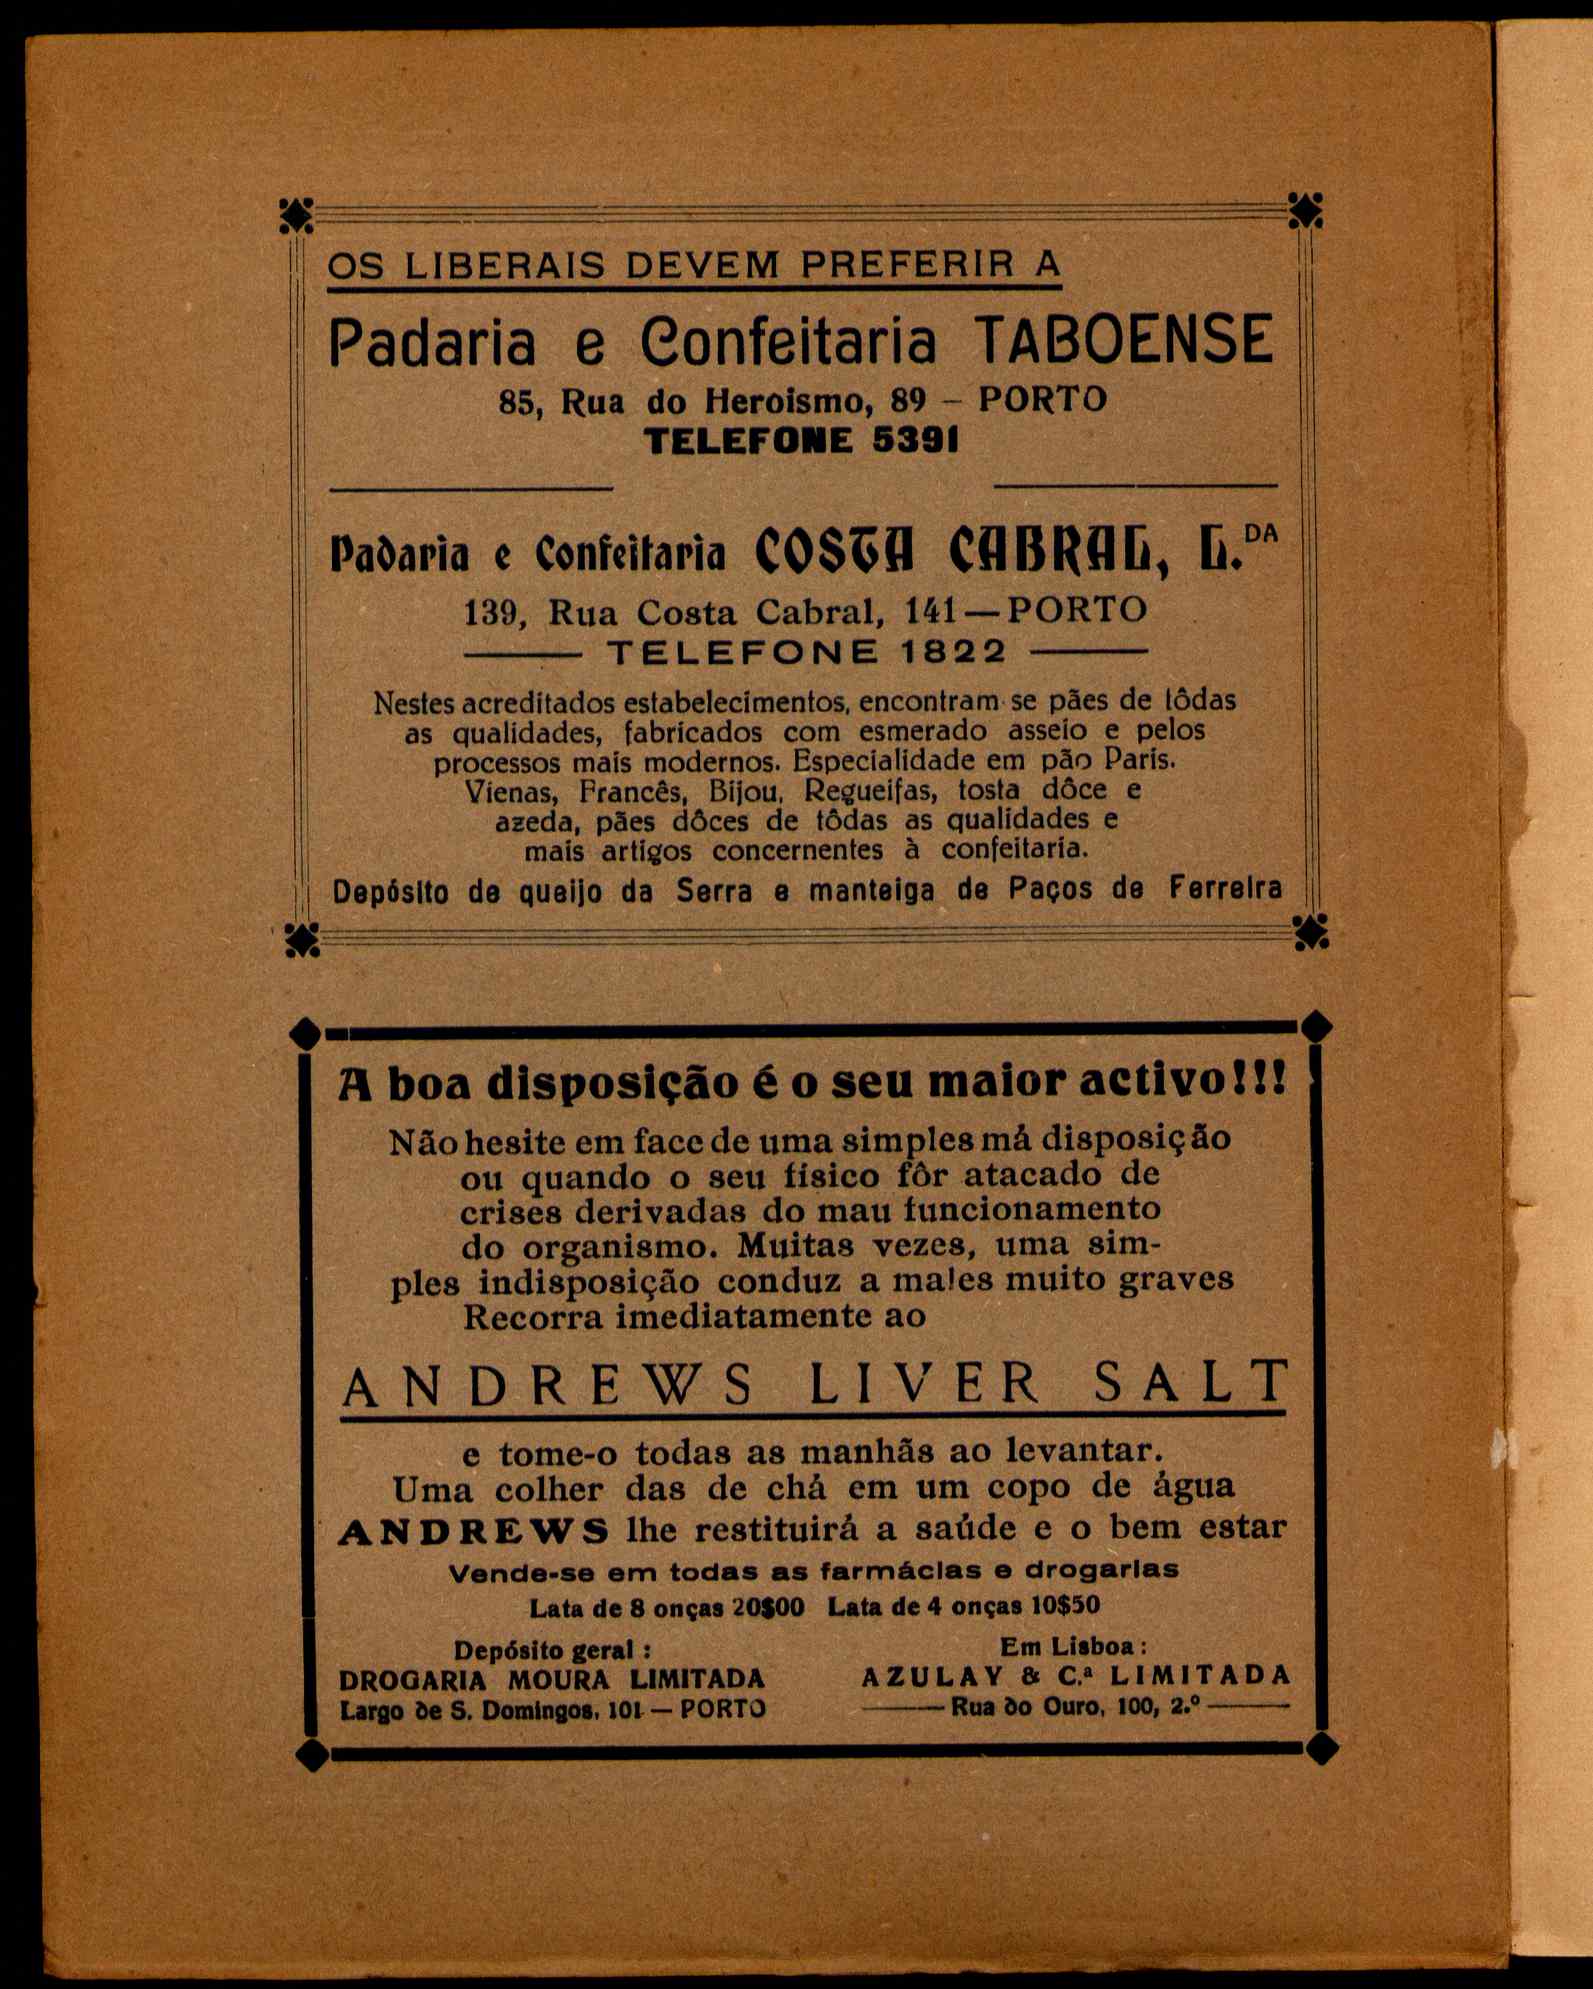 OS LIBERAIS DEVEM PREFERIR A
Padaria e Confeitaria TABOENSE
85, Rua do Heroismo, 89 – PORTO
TELEFONE 5391
Padaria e Confeitaria COSTA CABRAL, L.DA
139, Rua Costa Cabral, 141 — PORTO
TELEFONE 1822
Nestes acreditados estabelecimentos, encontram-se pães de tôdas
as qualidades, fabricados com esmerado asseio e pelos
processos mais modernos. Especialidade em pão Paris.
Vienas, Francês, Bijou, Regueifas, tosta dôce e
azeda, pães dôces de tôdas as qualidades e
mais artigos concernentes à confeitaria.
Depósito de queijo da Serra e manteiga de Paços de Ferreira
A boa disposição é o seu maior activo!!!
Não hesite em face de uma simples má disposição
ou quando o seu físico fôr atacado de
crises derivadas do mau funcionamento
do organismo. Muitas vezes, uma sim-
ples indisposição conduz a males muito graves
Recorra imediatamente ao
ANDREWS LIVER SALT
e tome-o todas as manhãs ao levantar.
Uma colher das de chá em um copo de água
ANDREWS lhe restituirá a saúde e o bem estar
Vende-se em todas as farmácias e drogarias
Lata de 8 onças 20$00 Lata de 4 onças 10$50
Depósito geral :
DROGARIA MOURA LIMITADA
Largo de S. Domingos, 101 — PORTO
Em Lisboa :
AZULAY & C.ª LIMITADA
Rua do Ouro, 100, 2.º